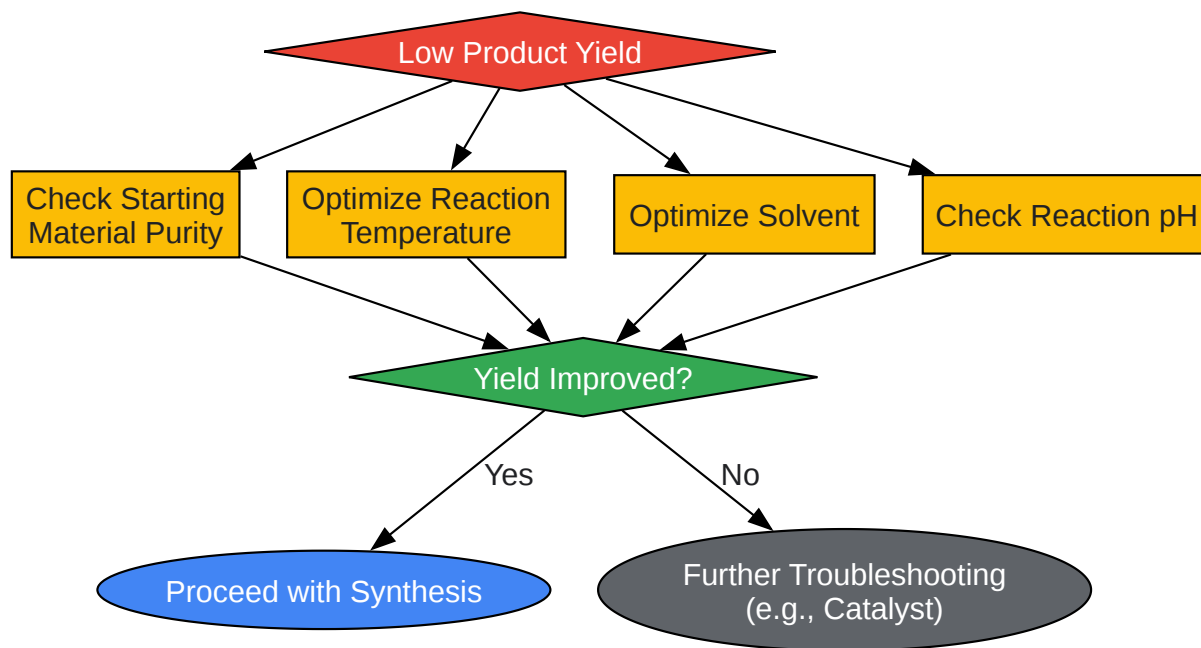 Low Product Yield
Check Starting
Material Purity
Optimize Reaction
Temperature
Optimize Solvent
Check Reaction pH
Yield Improved?
Yes
No
Proceed with Synthesis
Further Troubleshooting
(e.g., Catalyst)